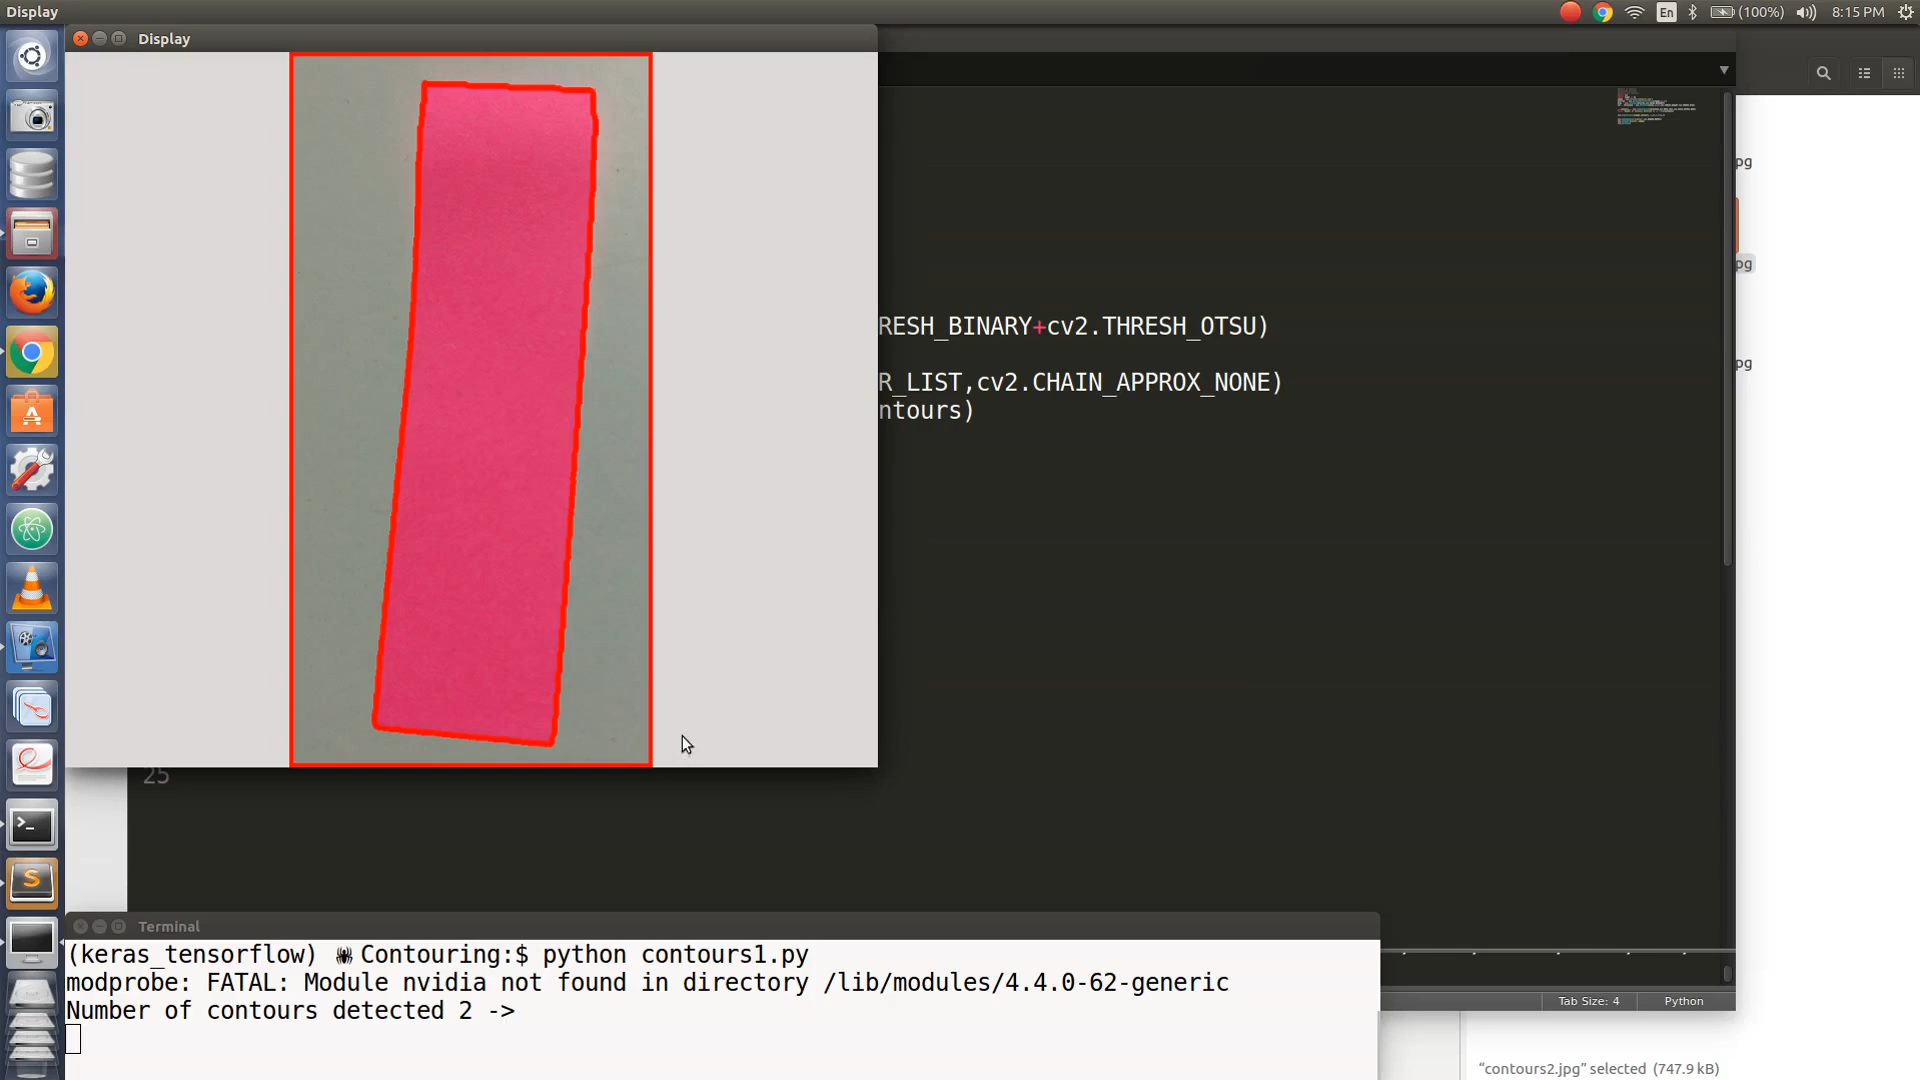 Display
En
(100%)
8:15 PM
Display
pg
pg
RESH_BINARY+cv2.THRESH_OTSU)
pg
R_LIST,cv2.CHAIN_APPROX_NONE)
ntours)
25
Terminal
(keras_tensorflow) Contouring:$ python contours1.py
modprobe: FATAL: Module nvidia not found in directory /lib/modules/4.4.0-62-generic
Number of contours detected 2 ->
Tab Size: 4
Python
“contours2.jpg” selected (747.9 kB)